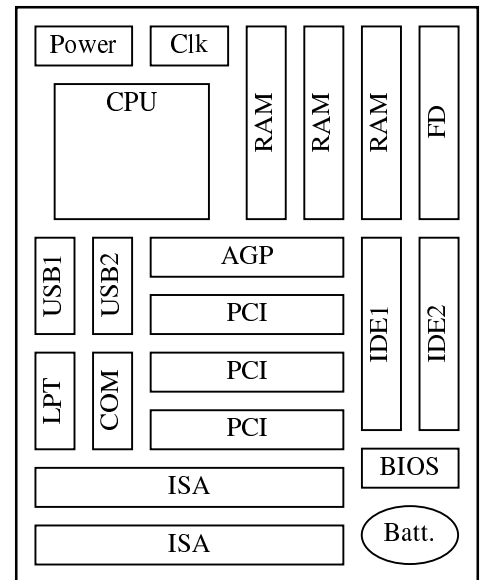 Power
Clk
RAM
RAM
RAM
FD
CPU
USB1
USB2
AGP
PCI
IDE1
IDE2
LPT
COM
PCI
PCI
BIOS
ISA
Batt.
ISA